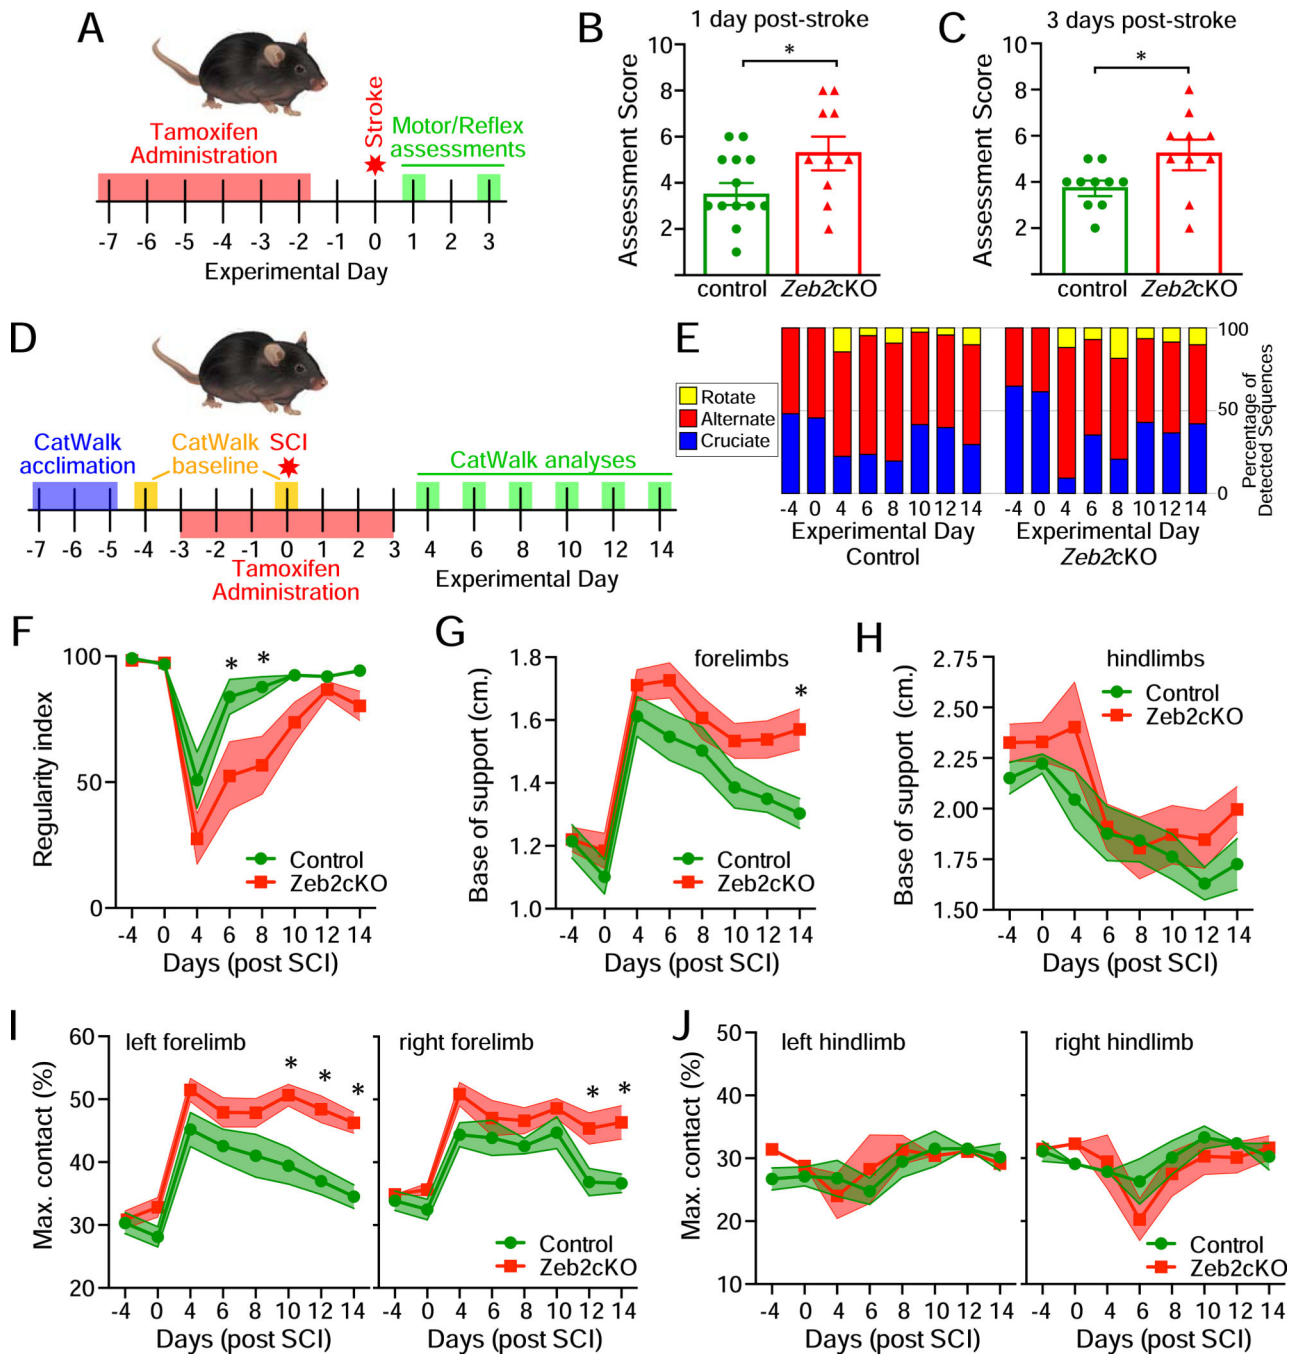 A
Tamoxifen
Administration
Stroke
Motor/Reflex
assessments
-7 -6 -5 -4 -3 -2 -1 0 1 2 3
Experimental Day
B
1 day post-stroke
Assessment Score
10
8
6
4
2
*
control Zeb2cKO
C
3 days post-stroke
Assessment Score
10
8
6
4
2
*
control Zeb2cKO
D
CatWalk
acclimation
CatWalk
baseline
SCI
CatWalk analyses
-7 -6 -5 -4 -3 -2 -1 0 1 2 3 4 6 8 10 12 14
Tamoxifen
Administration
Experimental Day
E
Rotate
Alternate
Cruciate
100
50
0
Percentage of
Detected Sequences
-4 0 4 6 8 10 12 14
Experimental Day
Control
-4 0 4 6 8 10 12 14
Experimental Day
Zeb2cKO
F
Regularity index
100
50
0
* *
Control
Zeb2cKO
-4 0 4 6 8 10 12 14
Days (post SCI)
G
forelimbs
Base of support (cm.)
1.8
1.6
1.4
1.2
1.0
*
Control
Zeb2cKO
-4 0 4 6 8 10 12 14
Days (post SCI)
H
hindlimbs
Base of support (cm.)
2.75
2.50
2.25
2.00
1.75
1.50
Control
Zeb2cKO
-4 0 4 6 8 10 12 14
Days (post SCI)
I
left forelimb
Max. contact (%)
60
50
40
30
20
* * *
-4 0 4 6 8 10 12 14
Days (post SCI)
right forelimb
* *
Control
Zeb2cKO
-4 0 4 6 8 10 12 14
Days (post SCI)
J
left hindlimb
Max. contact (%)
50
40
30
20
10
-4 0 4 6 8 10 12 14
Days (post SCI)
right hindlimb
Control
Zeb2cKO
-4 0 4 6 8 10 12 14
Days (post SCI)